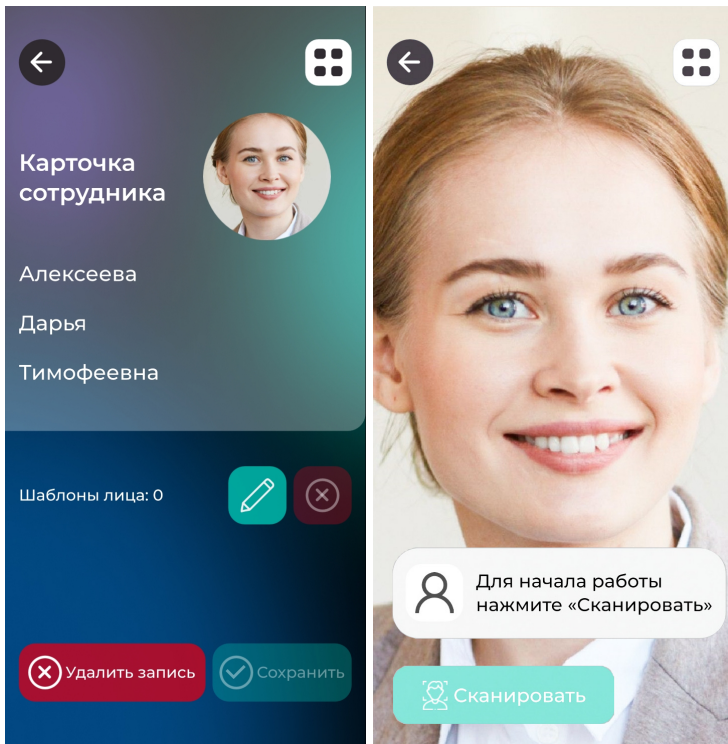 Карточка
сотрудника
Алексеева
Дарья
Тимофеевна
Шаблоны лица: 0
Удалить запись
Сохранить
Для начала работы
нажмите «Сканировать»
Сканировать